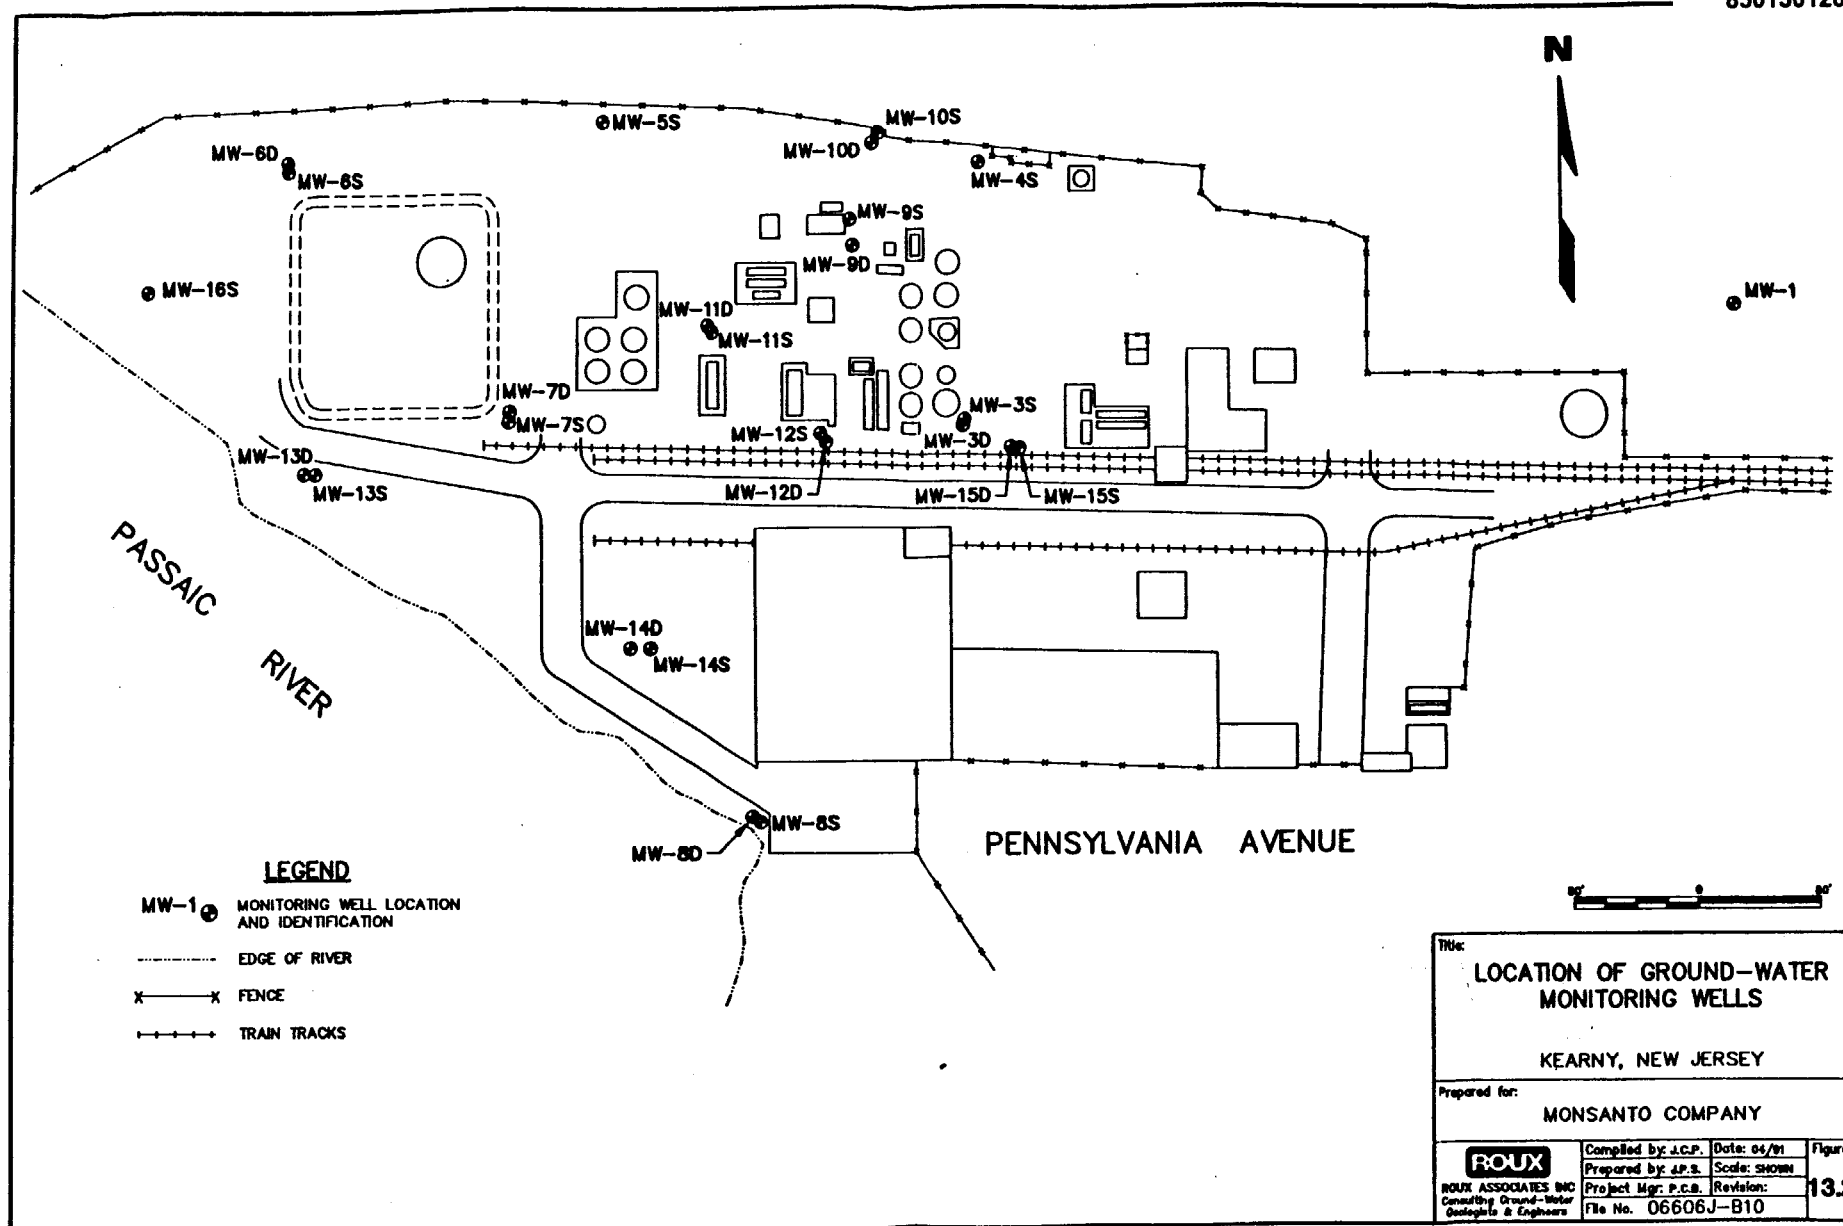 N
MW-10S
MW-5S
MW-10D
MW-6D
MW-6S
MW-4S
MW-9S
MW-9D
MW-16S
MW-1
MW-11D
MW-11S
MW-7D
MW-7S
MW-3S
MW-12S
MW-3D
MW-13D
MW-13S
MW-12D
MW-15D
MW-15S
PASSAIC
RIVER
MW-14D
MW-14S
MW-8S
MW-8D
PENNSYLVANIA AVENUE
LEGEND
MW-1
MONITORING WELL LOCATION
AND IDENTIFICATION
EDGE OF RIVER
FENCE
TRAIN TRACKS
80' 0 80'
Title:
LOCATION OF GROUND-WATER
MONITORING WELLS
KEARNY, NEW JERSEY
Prepared for:
MONSANTO COMPANY
ROUX
ROUX ASSOCIATES INC
Consulting Ground-Water
Geologists & Engineers
Compiled by: J.C.P.
Date: 04/91
Prepared by: J.P.S.
Scale: SHOWN
Project Mgr: P.C.B.
Revision:
File No. 06606J-B10
Figure